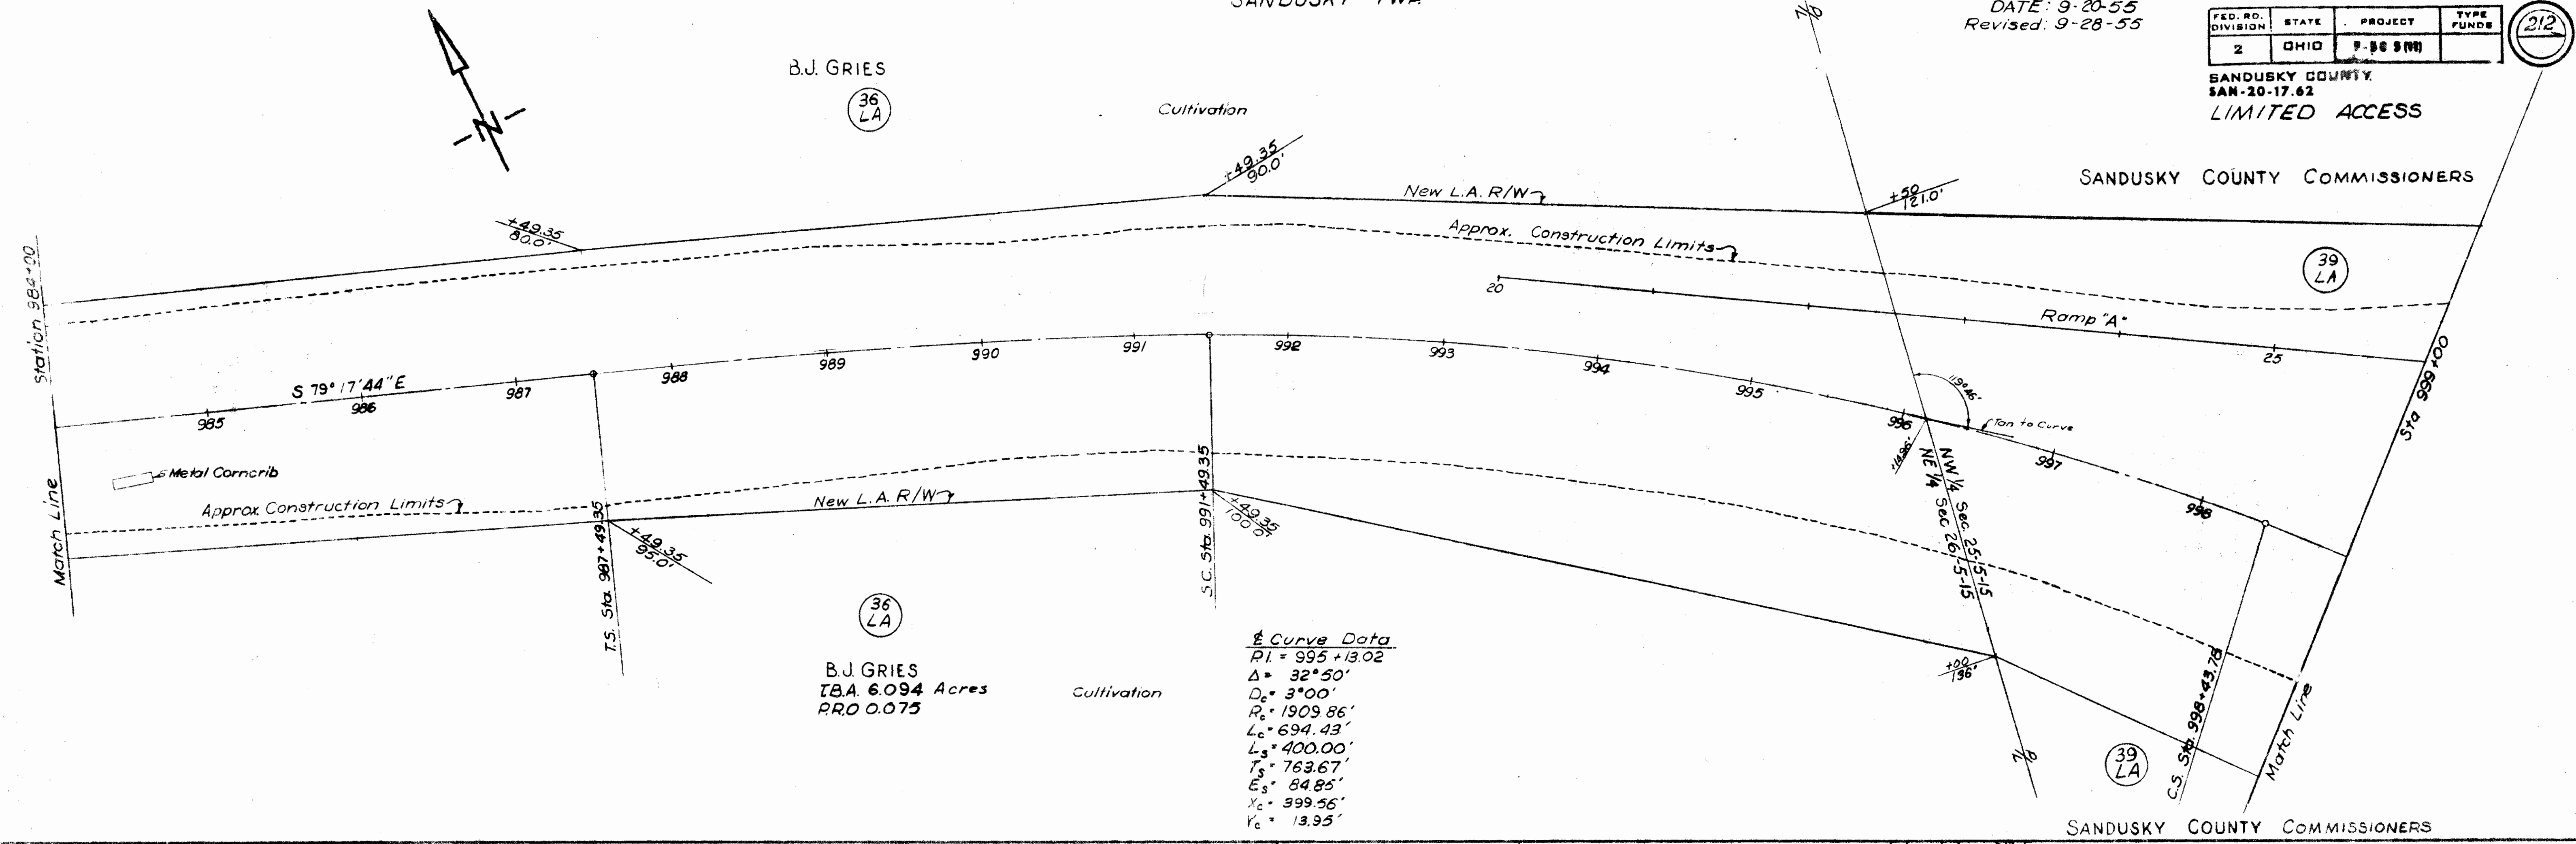 SANDUSKY TWP.
DATE: 9-20-55
Revised: 9-28-55
FED. RD. DIVISION STATE PROJECT TYPE FUNDS
2 OHIO
212
SANDUSKY COUNTY
SAN-20-17.62
LIMITED ACCESS
N
B.J. GRIES
36
LA
Cultivation
+49.35
90.0'
New L.A. R/W
+50
121.0'
SANDUSKY COUNTY COMMISSIONERS
+49.35
80.0'
Approx. Construction Limits
39
LA
Station 984+00
20
Ramp "A"
25
Sta 999+00
S 79° 17' 44" E
985
986
987
988
989
990
991
992
993
994
995
996
997
998
119°46'
Tan to Curve
+14.96
NW 1/4 Sec. 25-5-15
NE 1/4 Sec 26-5-15
Metal Corncrib
Match Line
Approx. Construction Limits
New L.A. R/W
T.S. Sta. 987+49.35
+49.35
95.0'
S.C. Sta. 991+49.35
+49.35
100.0'
36
LA
B.J. GRIES
T.B.A. 6.094 Acres
P.R.O 0.075
Cultivation
₵ Curve Data
P.I. = 995+13.02
Δ = 32°50'
Dc = 3°00'
Rc = 1909.86'
Lc = 694.43'
Ls = 400.00'
Ts = 763.67'
Es = 84.85'
Xc = 399.56'
Yc = 13.95'
+00
136'
C.S. Sta. 998+43.78
Match Line
39
LA
SANDUSKY COUNTY COMMISSIONERS